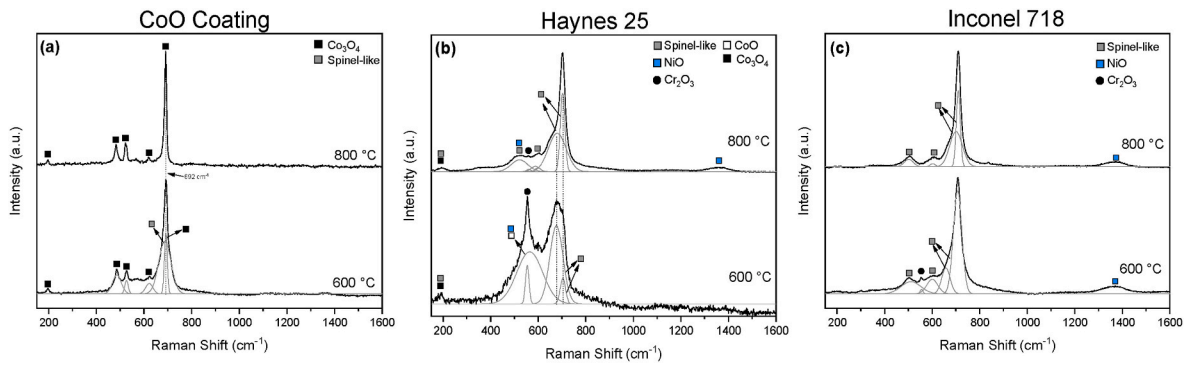 CoO Coating
(a)
Co₃O₄
Spinel-like
800 °C
692 cm⁻¹
600 °C
Intensity (a.u.)
200 400 600 800 1000 1200 1400 1600
Raman Shift (cm⁻¹)
Haynes 25
(b)
Spinel-like CoO
NiO Co₃O₄
Cr₂O₃
800 °C
600 °C
Intensity (a.u.)
200 400 600 800 1000 1200 1400 1600
Raman Shift (cm⁻¹)
Inconel 718
(c)
Spinel-like
NiO
Cr₂O₃
800 °C
600 °C
Intensity (a.u.)
200 400 600 800 1000 1200 1400 1600
Raman Shift (cm⁻¹)